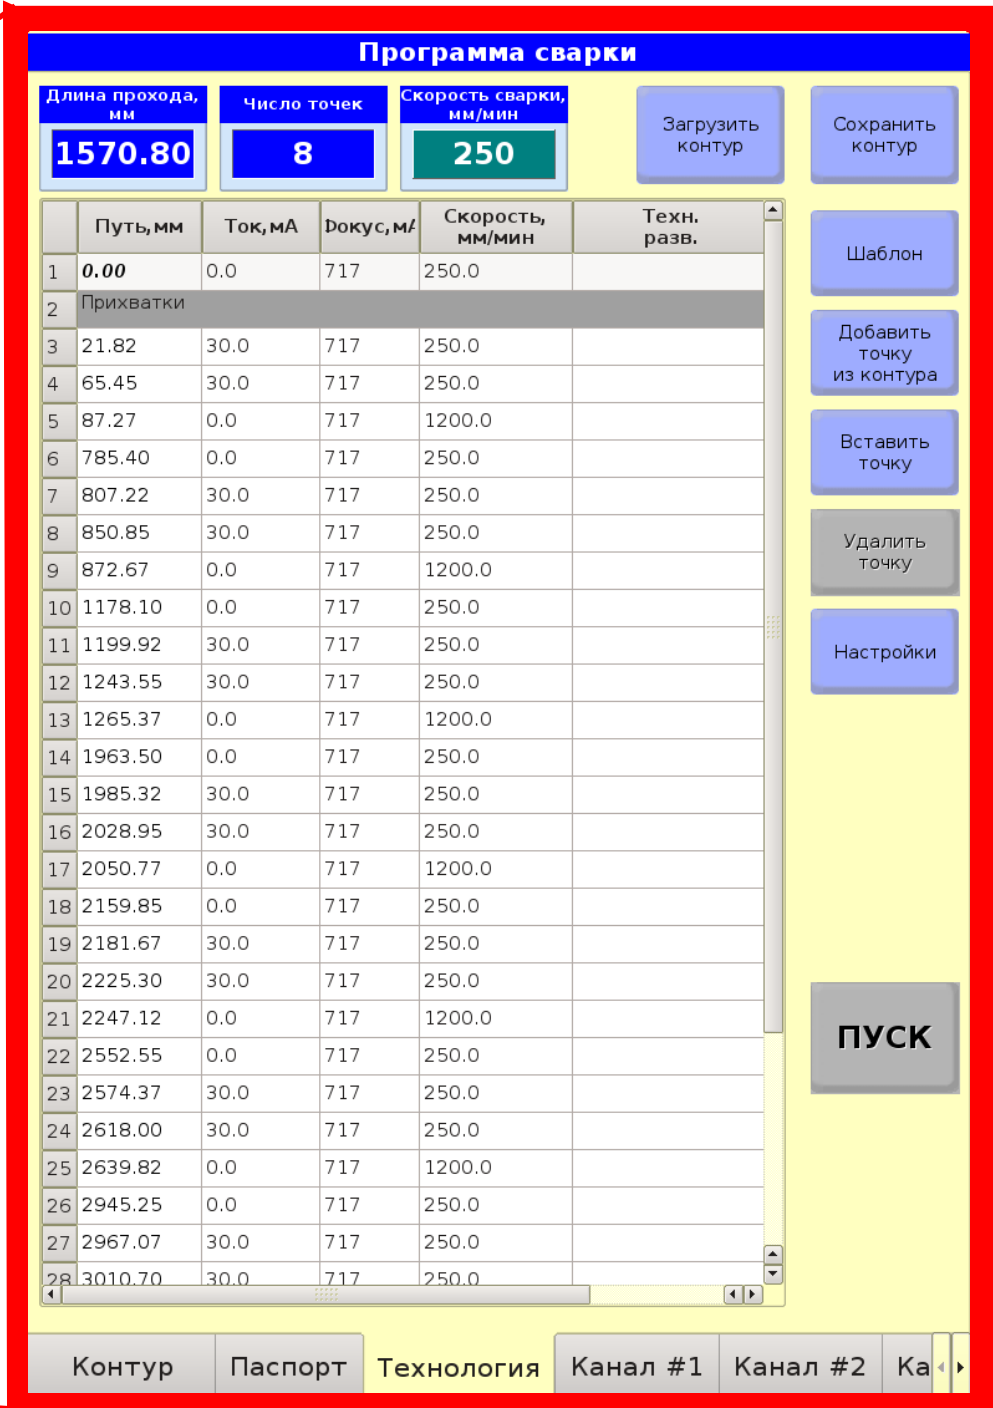 Программа сварки
Длина прохода,
мм
1570.80
Число точек
8
Скорость сварки,
мм/мин
250
Загрузить
контур
Сохранить
контур
Путь,мм Ток,мА Фокус,мА Скорость, мм/мин Техн. разв.
1 0.00 0.0 717 250.0
2 Прихватки
3 21.82 30.0 717 250.0
4 65.45 30.0 717 250.0
5 87.27 0.0 717 1200.0
6 785.40 0.0 717 250.0
7 807.22 30.0 717 250.0
8 850.85 30.0 717 250.0
9 872.67 0.0 717 1200.0
10 1178.10 0.0 717 250.0
11 1199.92 30.0 717 250.0
12 1243.55 30.0 717 250.0
13 1265.37 0.0 717 1200.0
14 1963.50 0.0 717 250.0
15 1985.32 30.0 717 250.0
16 2028.95 30.0 717 250.0
17 2050.77 0.0 717 1200.0
18 2159.85 0.0 717 250.0
19 2181.67 30.0 717 250.0
20 2225.30 30.0 717 250.0
21 2247.12 0.0 717 1200.0
22 2552.55 0.0 717 250.0
23 2574.37 30.0 717 250.0
24 2618.00 30.0 717 250.0
25 2639.82 0.0 717 1200.0
26 2945.25 0.0 717 250.0
27 2967.07 30.0 717 250.0
28 3010.70 30.0 717 250.0
Шаблон
Добавить
точку
из контура
Вставить
точку
Удалить
точку
Настройки
ПУСК
Контур Паспорт Технология Канал #1 Канал #2 Ка